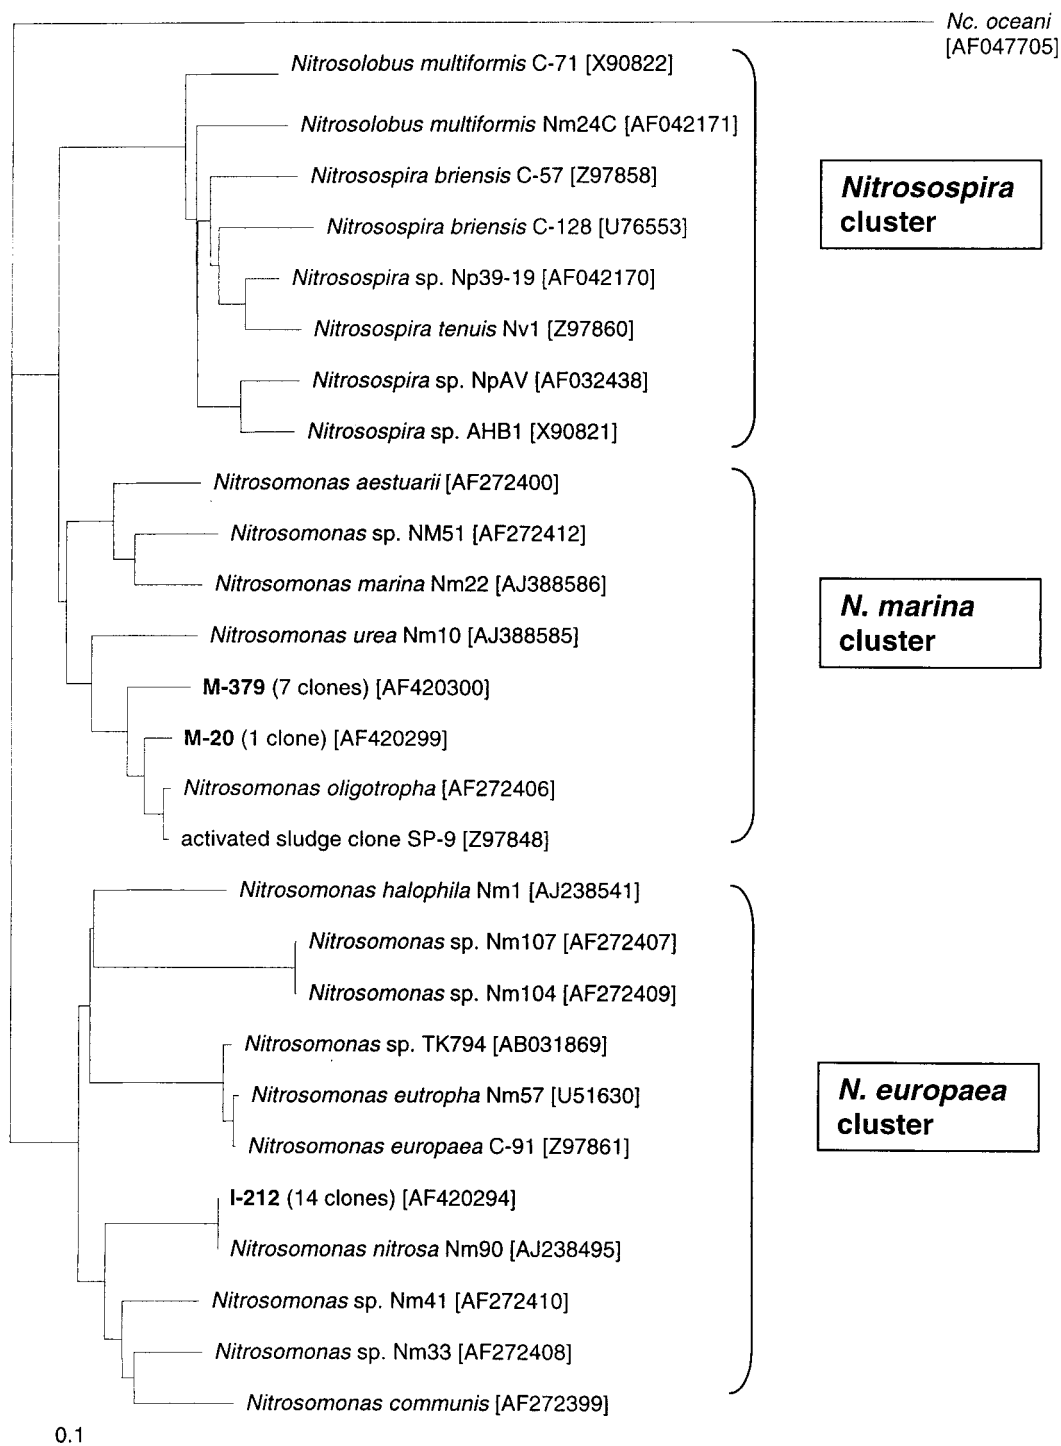 Nc. oceani
[AF047705]
Nitrosolobus multiformis C-71 [X90822]
Nitrosolobus multiformis Nm24C [AF042171]
Nitrosospira briensis C-57 [Z97858]
Nitrosospira briensis C-128 [U76553]
Nitrosospira sp. Np39-19 [AF042170]
Nitrosospira tenuis Nv1 [Z97860]
Nitrosospira sp. NpAV [AF032438]
Nitrosospira sp. AHB1 [X90821]
Nitrosospira
cluster
Nitrosomonas aestuarii [AF272400]
Nitrosomonas sp. NM51 [AF272412]
Nitrosomonas marina Nm22 [AJ388586]
Nitrosomonas urea Nm10 [AJ388585]
M-379 (7 clones) [AF420300]
M-20 (1 clone) [AF420299]
Nitrosomonas oligotropha [AF272406]
activated sludge clone SP-9 [Z97848]
N. marina
cluster
Nitrosomonas halophila Nm1 [AJ238541]
Nitrosomonas sp. Nm107 [AF272407]
Nitrosomonas sp. Nm104 [AF272409]
Nitrosomonas sp. TK794 [AB031869]
Nitrosomonas eutropha Nm57 [U51630]
Nitrosomonas europaea C-91 [Z97861]
I-212 (14 clones) [AF420294]
Nitrosomonas nitrosa Nm90 [AJ238495]
Nitrosomonas sp. Nm41 [AF272410]
Nitrosomonas sp. Nm33 [AF272408]
Nitrosomonas communis [AF272399]
N. europaea
cluster
0.1